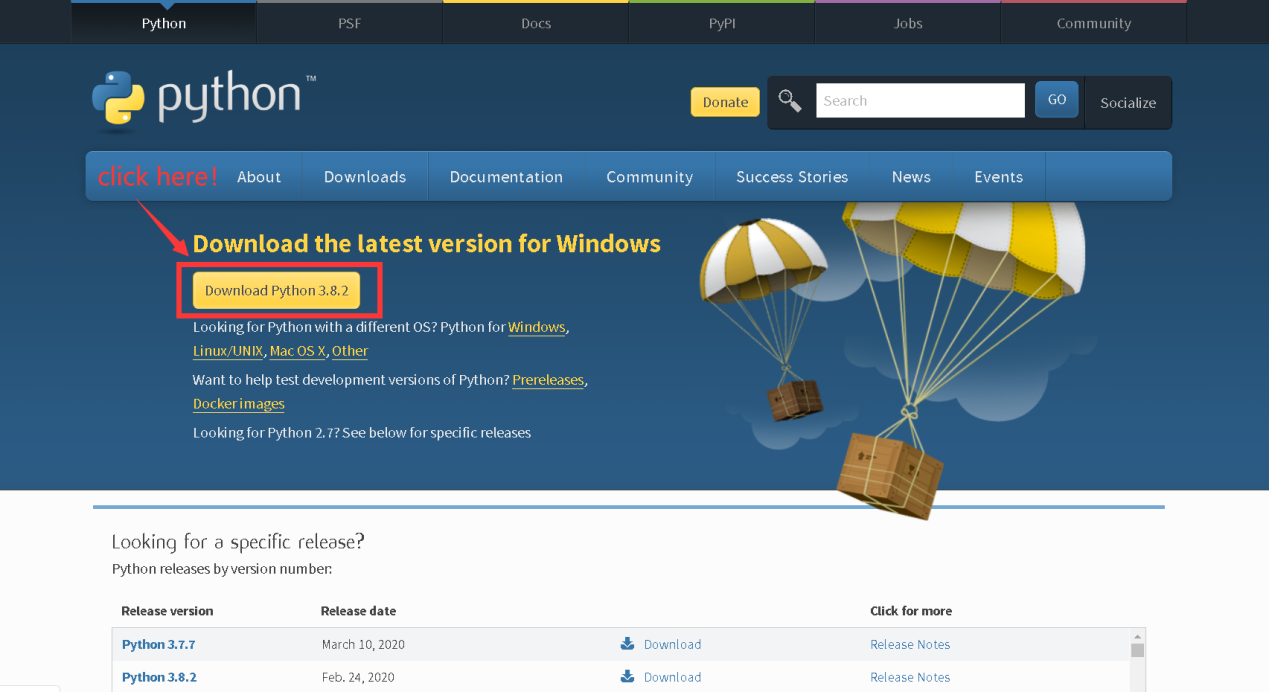 Python PSF Docs PyPI Jobs Community
python™
Donate Search GO Socialize
click here! About Downloads Documentation Community Success Stories News Events
Download the latest version for Windows
Download Python 3.8.2
Looking for Python with a different OS? Python for Windows,
Linux/UNIX, Mac OS X, Other
Want to help test development versions of Python? Prereleases,
Docker images
Looking for Python 2.7? See below for specific releases
Looking for a specific release?
Python releases by version number:
Release version Release date Click for more
Python 3.7.7 March 10, 2020 Download Release Notes
Python 3.8.2 Feb. 24, 2020 Download Release Notes